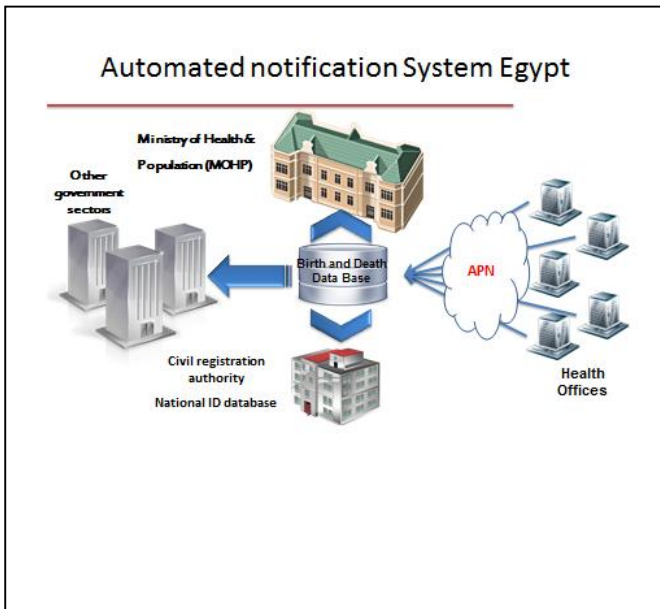 Automated notification System Egypt
Ministry of Health &
Population (MOHP)
Other
government
sectors
Birth and Death
Data Base
APN
Civil registration
authority
National ID database
Health
Offices